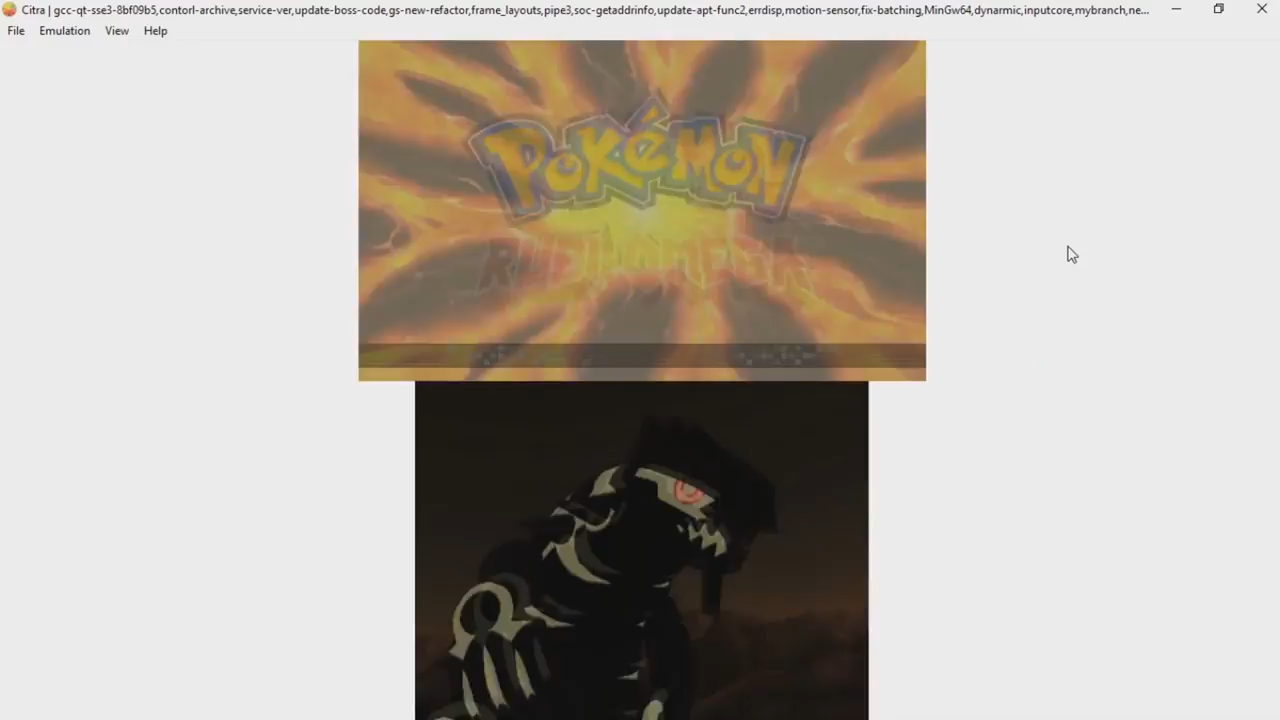 Citra | gcc-qt-sse3-8bf09b5,contorl-archive,service-ver,update-boss-code,gs-new-refactor,frame_layouts,pipe3,soc-getaddrinfo,update-apt-func2,errdisp,motion-sensor,fix-batching,MinGw64,dynarmic,inputcore,mybranch,ne...
File Emulation View Help
POKéMON